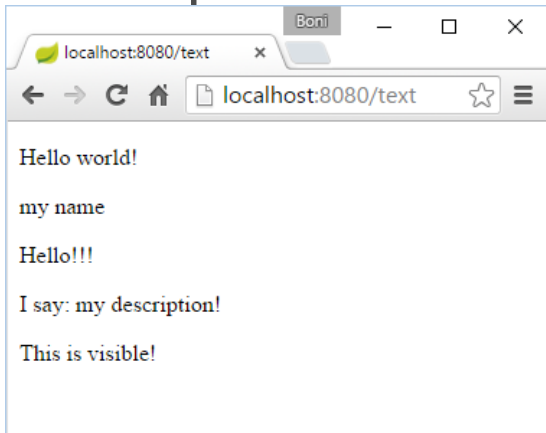 Boni
localhost:8080/text
localhost:8080/text
Hello world!
my name
Hello!!!
I say: my description!
This is visible!